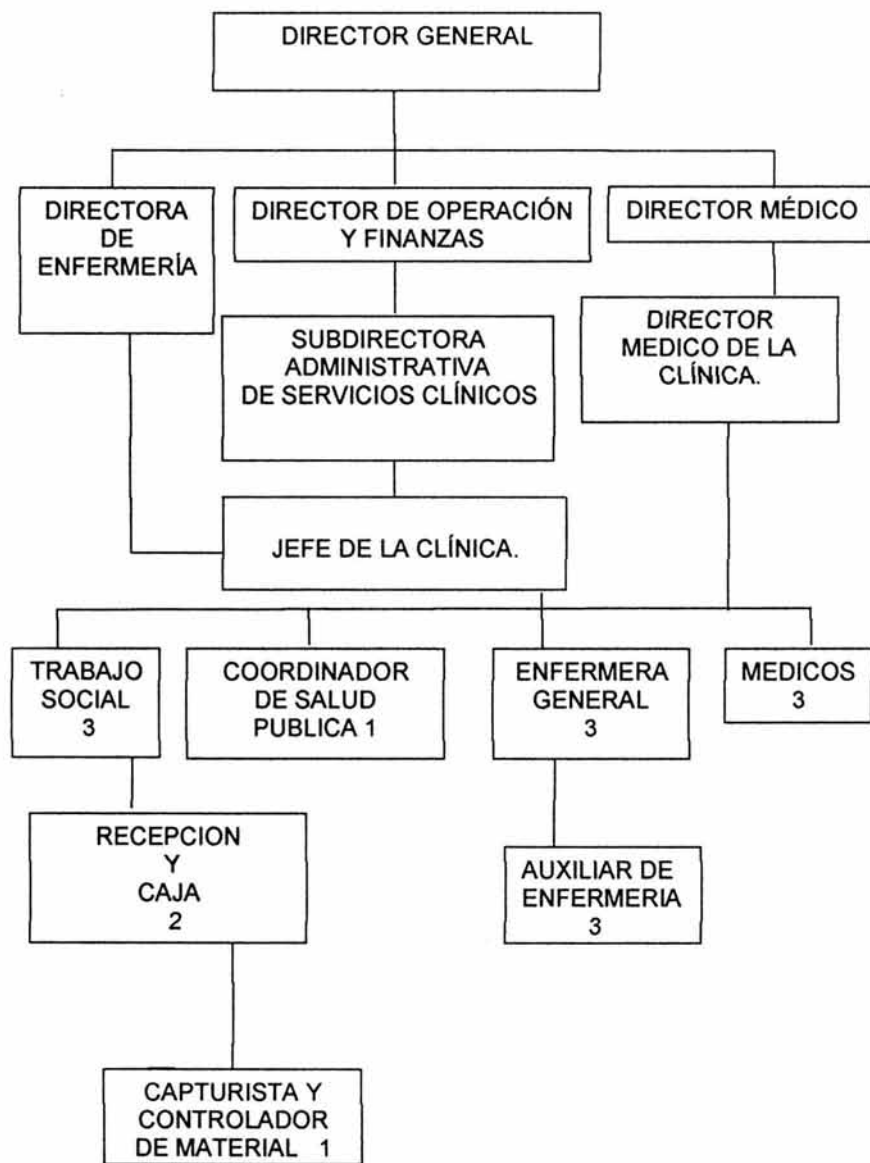 DIRECTOR GENERAL
DIRECTORA
DE
ENFERMERÍA
DIRECTOR DE OPERACIÓN
Y FINANZAS
DIRECTOR MÉDICO
SUBDIRECTORA
ADMINISTRATIVA
DE SERVICIOS CLÍNICOS
DIRECTOR
MEDICO DE LA
CLÍNICA.
JEFE DE LA CLÍNICA.
TRABAJO
SOCIAL
3
COORDINADOR
DE SALUD
PUBLICA 1
ENFERMERA
GENERAL
3
MEDICOS
3
RECEPCION
Y
CAJA
2
AUXILIAR DE
ENFERMERIA
3
CAPTURISTA Y
CONTROLADOR
DE MATERIAL 1